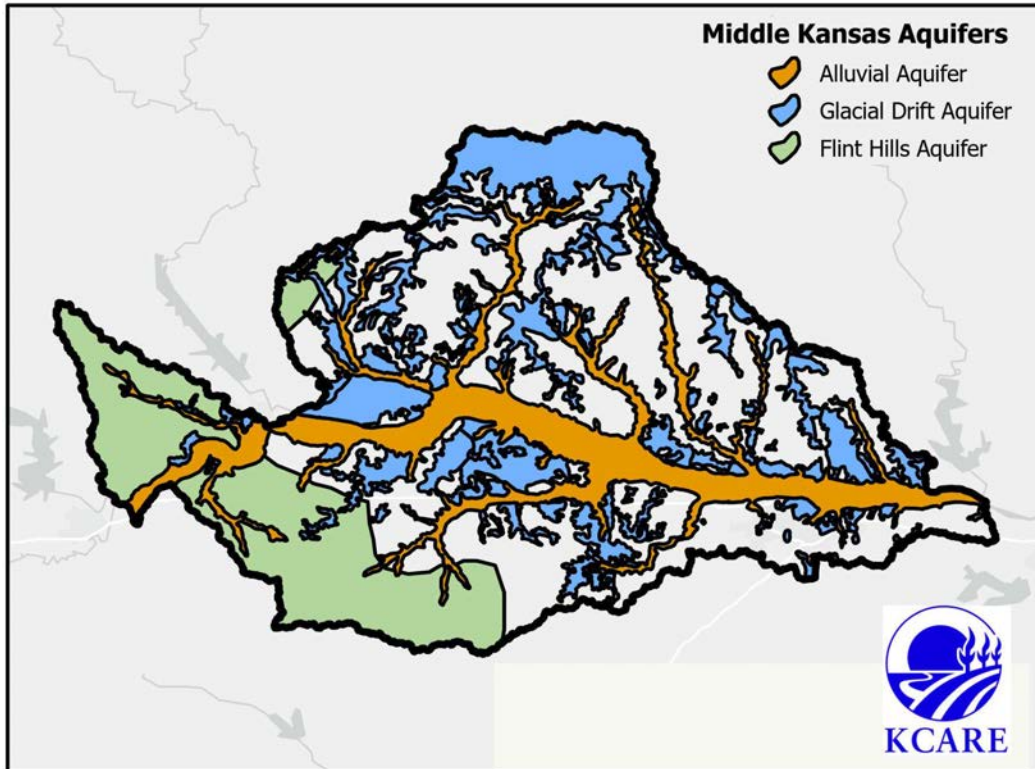 Middle Kansas Aquifers
Alluvial Aquifer
Glacial Drift Aquifer
Flint Hills Aquifer
KCARE